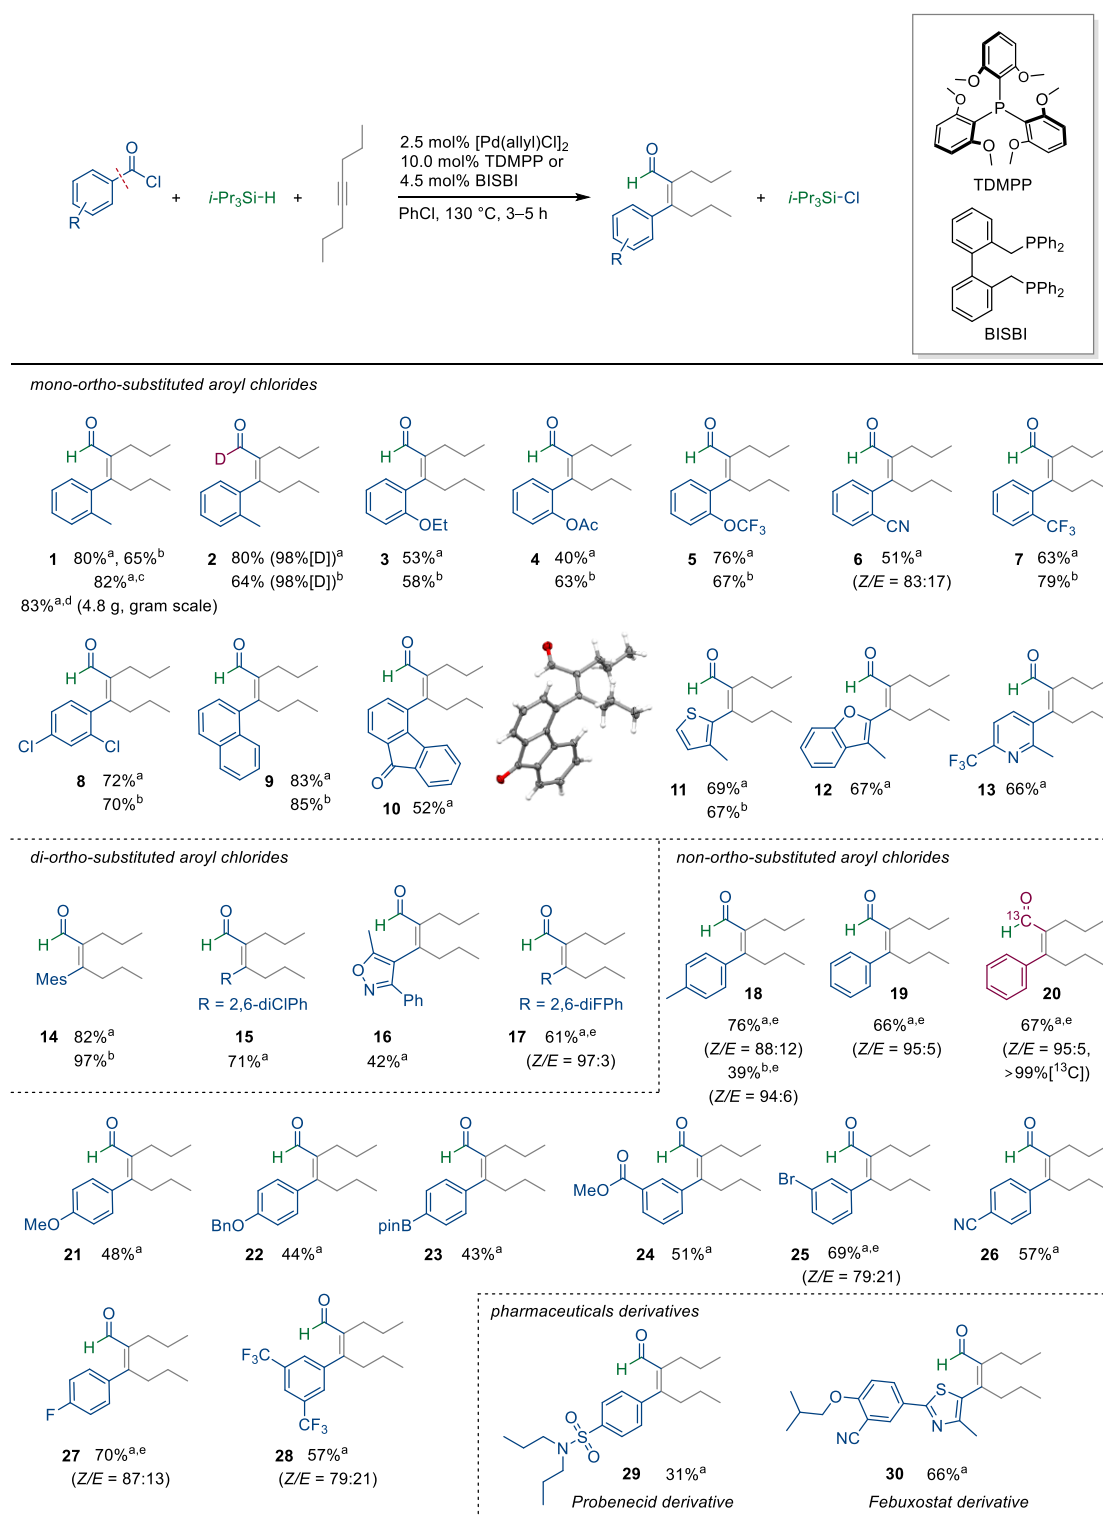 O
Cl
R
+
i-Pr3Si-H
+
2.5 mol% [Pd(allyl)Cl]2
10.0 mol% TDMPP or
4.5 mol% BISBI
PhCl, 130 °C, 3–5 h
O
H
R
+
i-Pr3Si-Cl
O O
O P O
O O
TDMPP
PPh2
PPh2
BISBI
mono-ortho-substituted aroyl chlorides
O O O O O O O
H D H H H H H
OEt OAc OCF3 CN CF3
1 80%a, 65%b 2 80% (98%[D])a 3 53%a 4 40%a 5 76%a 6 51%a 7 63%a
82%a,c 64% (98%[D])b 58%b 63%b 67%b (Z/E = 83:17) 79%b
83%a,d (4.8 g, gram scale)
O O O O O O
H H H H H H
Cl Cl O S O F3C N
8 72%a 9 83%a 10 52%a 11 69%a 12 67%a 13 66%a
70%b 85%b 67%b
di-ortho-substituted aroyl chlorides non-ortho-substituted aroyl chlorides
O O O O O O O
H H H H H H 13C H
Mes R O N Ph R
R = 2,6-diClPh R = 2,6-diFPh
18 19 20
14 82%a 15 16 17 61%a,e 76%a,e 66%a,e 67%a,e
97%b 71%a 42%a (Z/E = 97:3) (Z/E = 88:12) (Z/E = 95:5) (Z/E = 95:5,
39%b,e >99%[13C])
(Z/E = 94:6)
O O O O O O
H H H H H H
MeO BnO pinB MeO O Br NC
21 48%a 22 44%a 23 43%a 24 51%a 25 69%a,e 26 57%a
(Z/E = 79:21)
pharmaceuticals derivatives
O O O O
H H H H
F F3C CF3 O S O N S N O NC
27 70%a,e 28 57%a 29 31%a 30 66%a
(Z/E = 87:13) (Z/E = 79:21)
Probenecid derivative Febuxostat derivative